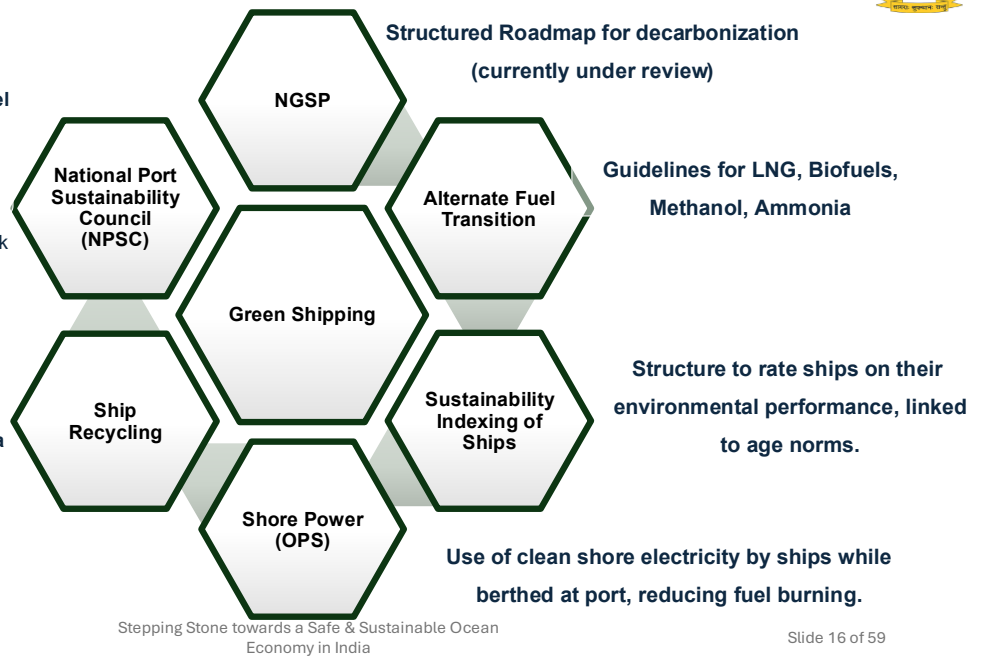 Structured Roadmap for decarbonization
(currently under review)
NGSP
el
National Port
Sustainability
Council
(NPSC)
k
Alternate Fuel
Transition
Guidelines for LNG, Biofuels,
Methanol, Ammonia
Green Shipping
Structure to rate ships on their
environmental performance, linked
to age norms.
Sustainability
Indexing of
Ships
Ship
Recycling
a
Shore Power
(OPS)
Use of clean shore electricity by ships while
berthed at port, reducing fuel burning.
Stepping Stone towards a Safe & Sustainable Ocean
Economy in India
Slide 16 of 59